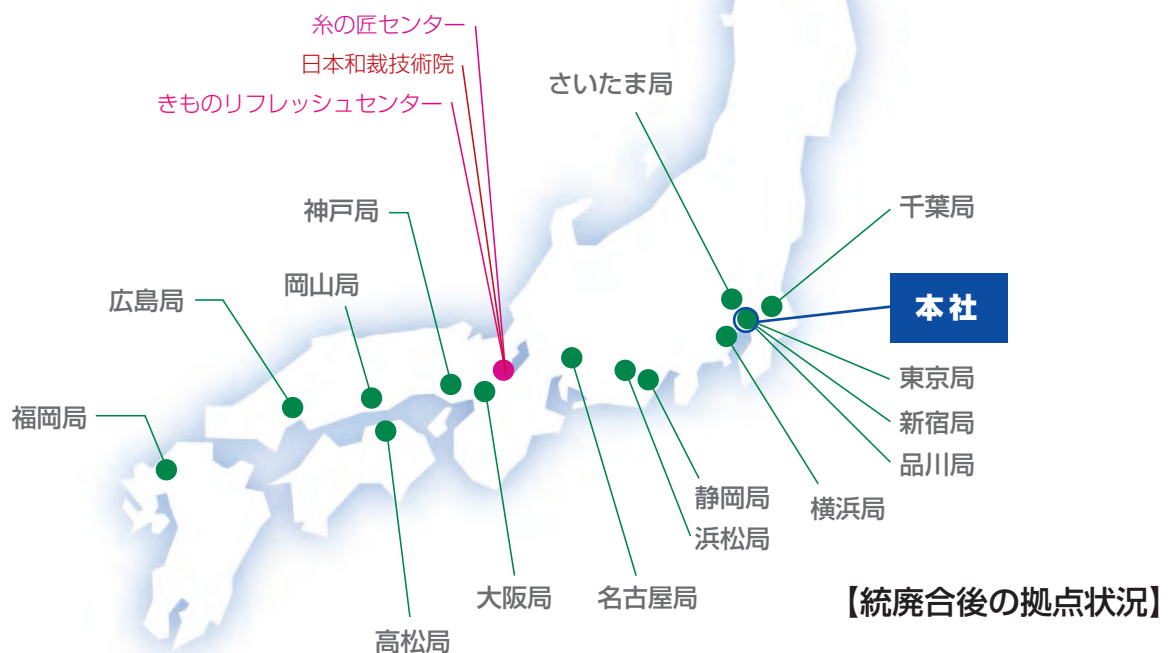 糸の匠センター
日本和裁技術院
きものリフレッシュセンター
さいたま局
神戸局
千葉局
岡山局
広島局
本社
東京局
福岡局
新宿局
品川局
静岡局
横浜局
浜松局
大阪局
名古屋局
【統廃合後の拠点状況】
高松局